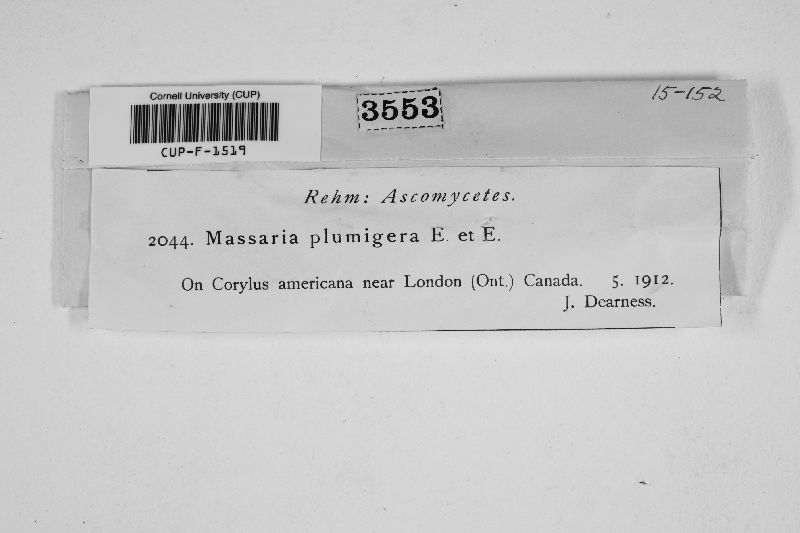 Cornell University (CUP)
CUP-F-1519
3553
15-152
Rehm: Ascomycetes.
2044. Massaria plumigera E. et E.
On Corylus americana near London (Ont.) Canada. 5. 1912.
J. Dearness.